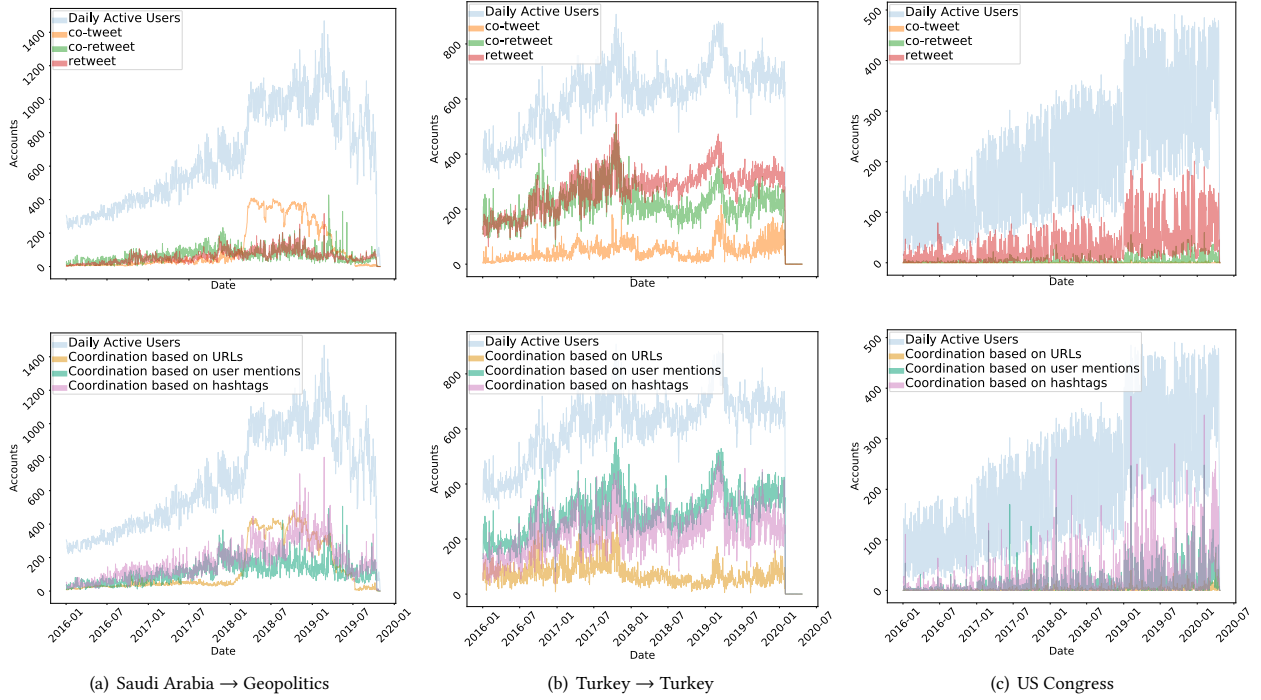 Daily Active Users
co-tweet
co-retweet
retweet
1400
1200
1000
800
600
400
200
0
Accounts
Date
Daily Active Users
co-tweet
co-retweet
retweet
800
600
400
200
0
Accounts
Date
Daily Active Users
co-tweet
co-retweet
retweet
500
400
300
200
100
0
Accounts
Date
Daily Active Users
Coordination based on URLs
Coordination based on user mentions
Coordination based on hashtags
1400
1200
1000
800
600
400
200
0
Accounts
2016-01
2016-07
2017-01
2017-07
2018-01
2018-07
2019-01
2019-07
2020-01
Date
Daily Active Users
Coordination based on URLs
Coordination based on user mentions
Coordination based on hashtags
800
600
400
200
0
Accounts
2016-01
2016-07
2017-01
2017-07
2018-01
2018-07
2019-01
2019-07
2020-01
2020-07
Date
Daily Active Users
Coordination based on URLs
Coordination based on user mentions
Coordination based on hashtags
500
400
300
200
100
0
Accounts
2016-01
2016-07
2017-01
2017-07
2018-01
2018-07
2019-01
2019-07
2020-01
2020-07
Date
(a) Saudi Arabia → Geopolitics
(b) Turkey → Turkey
(c) US Congress